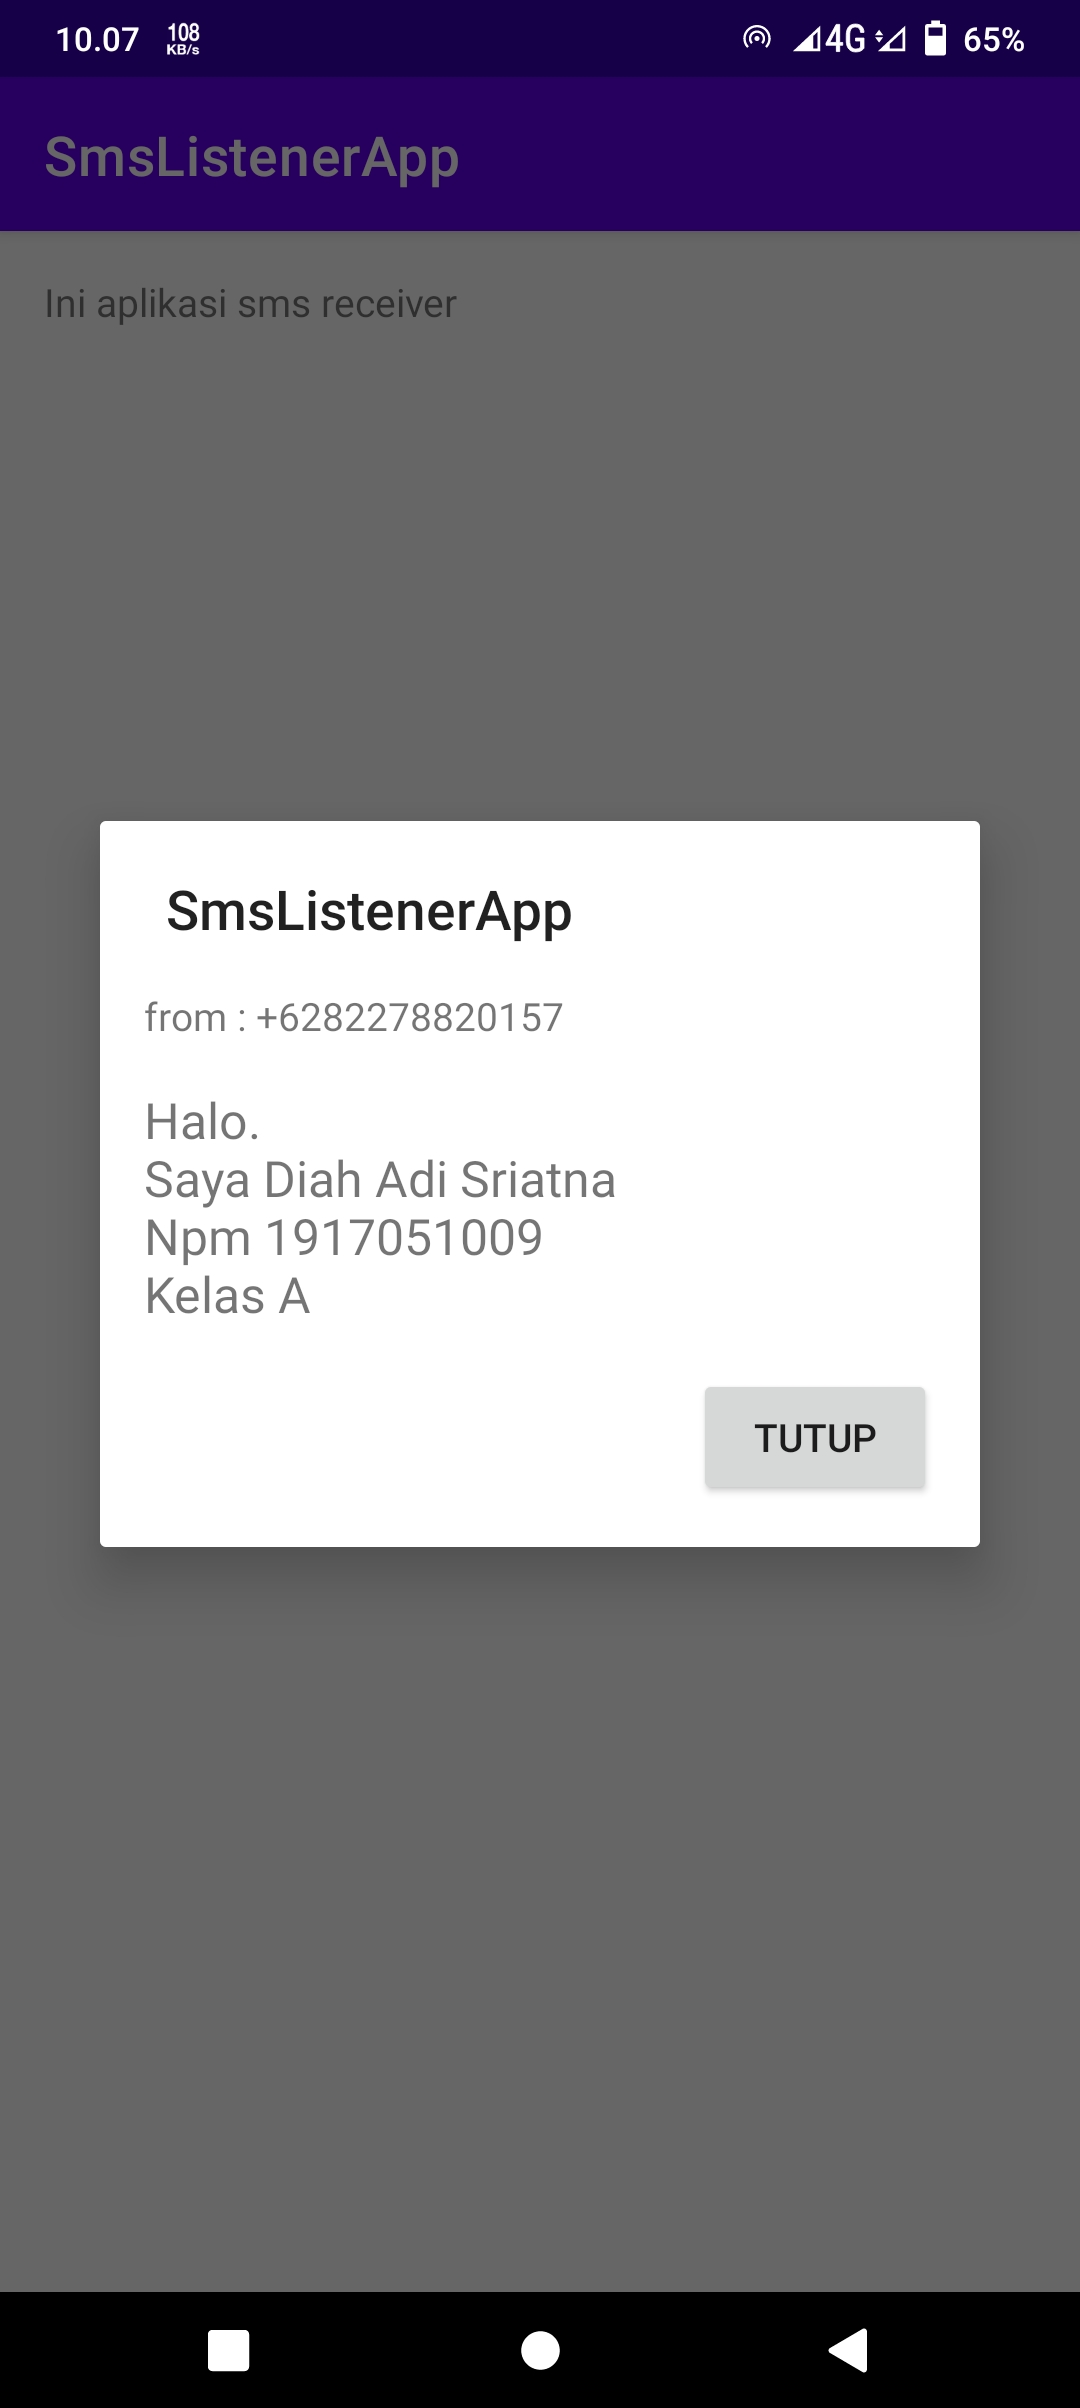 10.07 108 KB/s 4G 65%
SmsListenerApp
Ini aplikasi sms receiver
SmsListenerApp
from : +6282278820157
Halo.
Saya Diah Adi Sriatna
Npm 1917051009
Kelas A
TUTUP